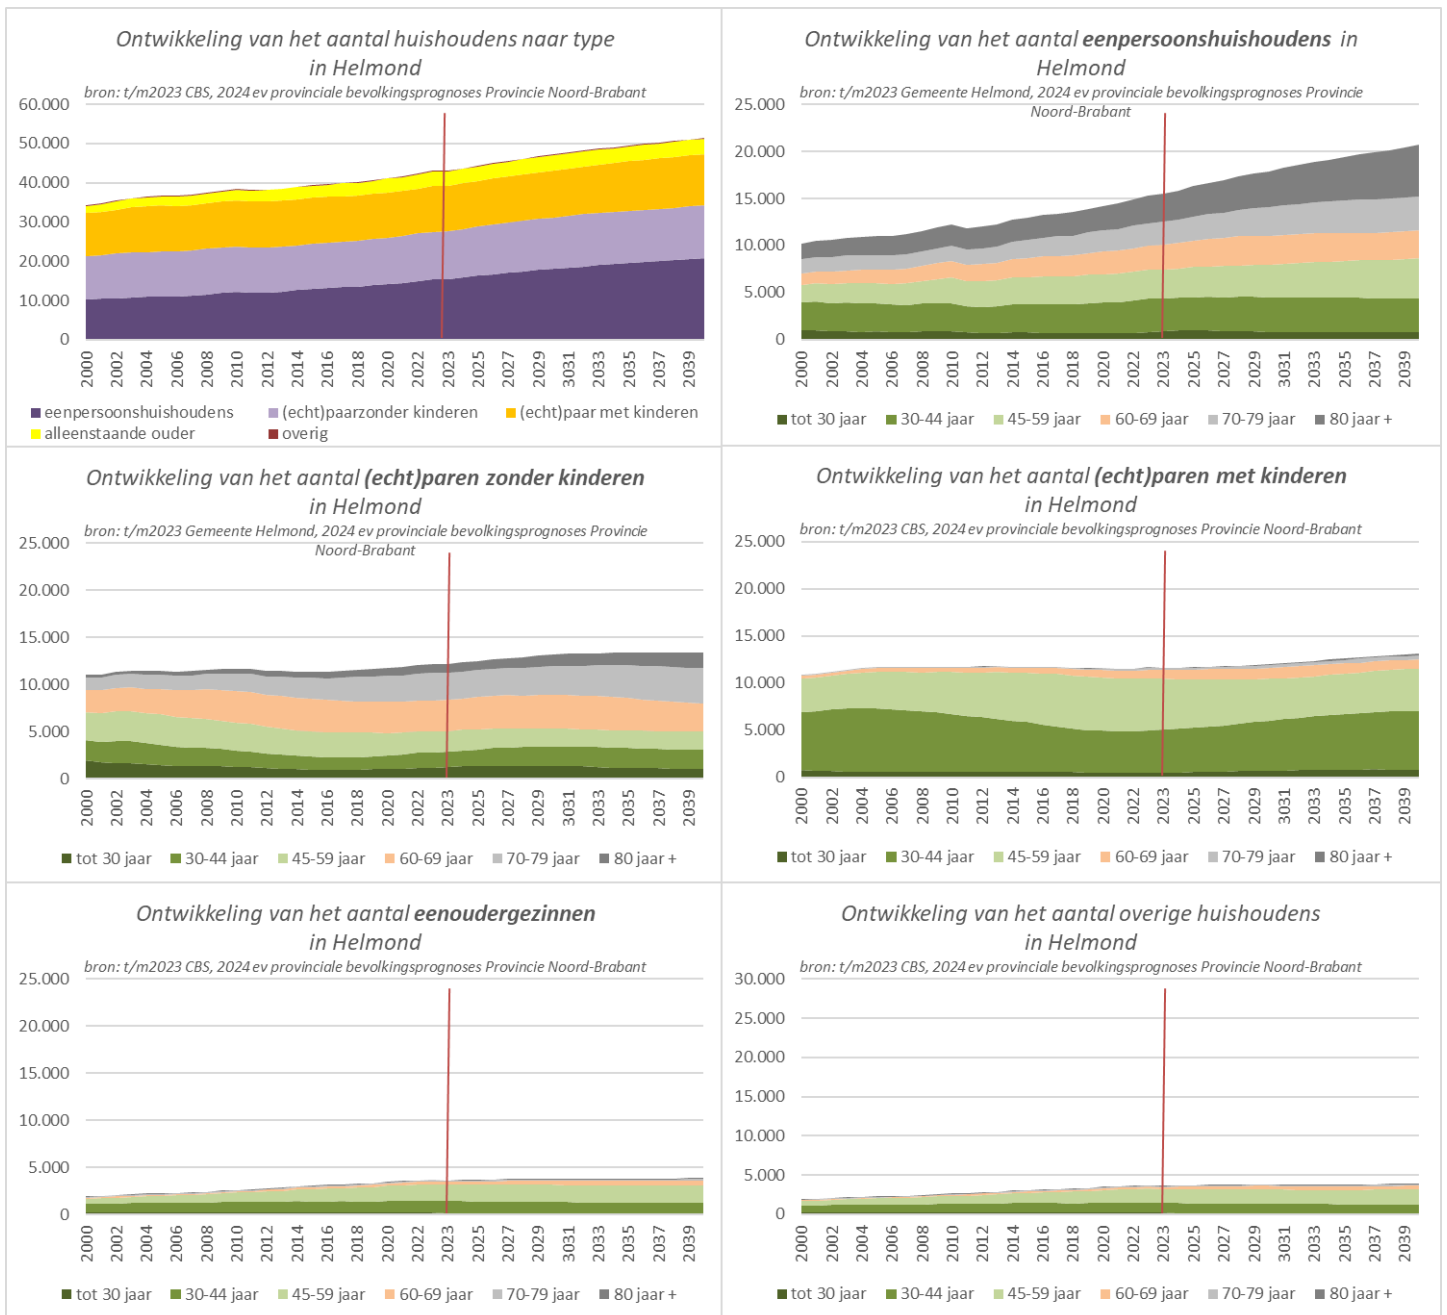 Ontwikkeling van het aantal huishoudens naar type
in Helmond
bron: t/m2023 CBS, 2024 ev provinciale bevolkingsprognoses Provincie Noord-Brabant
60.000
50.000
40.000
30.000
20.000
10.000
0
2000 2002 2004 2006 2008 2010 2012 2014 2016 2018 2020 2022 2023 2025 2027 2029 3031 2033 2035 2037 2039
eenpersoonshuishoudens (echt)paarzonder kinderen (echt)paar met kinderen
alleenstaande ouder overig
Ontwikkeling van het aantal eenpersoonshuishoudens in
Helmond
bron: t/m2023 Gemeente Helmond, 2024 ev provinciale bevolkingsprognoses Provincie
Noord-Brabant
25.000
20.000
15.000
10.000
5.000
0
2000 2002 2004 2006 2008 2010 2012 2014 2016 2018 2020 2022 2023 2025 2027 2029 3031 2033 2035 2037 2039
tot 30 jaar 30-44 jaar 45-59 jaar 60-69 jaar 70-79 jaar 80 jaar +
Ontwikkeling van het aantal (echt)paren zonder kinderen
in Helmond
bron: t/m2023 Gemeente Helmond, 2024 ev provinciale bevolkingsprognoses Provincie
Noord-Brabant
25.000
20.000
15.000
10.000
5.000
0
2000 2002 2004 2006 2008 2010 2012 2014 2016 2018 2020 2022 2023 2025 2027 2029 3031 2033 2035 2037 2039
tot 30 jaar 30-44 jaar 45-59 jaar 60-69 jaar 70-79 jaar 80 jaar +
Ontwikkeling van het aantal (echt)paren met kinderen
in Helmond
bron: t/m2023 CBS, 2024 ev provinciale bevolkingsprognoses Provincie Noord-Brabant
25.000
20.000
15.000
10.000
5.000
0
2000 2002 2004 2006 2008 2010 2012 2014 2016 2018 2020 2022 2023 2025 2027 2029 3031 2033 2035 2037 2039
tot 30 jaar 30-44 jaar 45-59 jaar 60-69 jaar 70-79 jaar 80 jaar +
Ontwikkeling van het aantal eenoudergezinnen
in Helmond
bron: t/m2023 CBS, 2024 ev provinciale bevolkingsprognoses Provincie Noord-Brabant
25.000
20.000
15.000
10.000
5.000
0
2000 2002 2004 2006 2008 2010 2012 2014 2016 2018 2020 2022 2023 2025 2027 2029 3031 2033 2035 2037 2039
tot 30 jaar 30-44 jaar 45-59 jaar 60-69 jaar 70-79 jaar 80 jaar +
Ontwikkeling van het aantal overige huishoudens
in Helmond
bron: t/m2023 CBS, 2024 ev provinciale bevolkingsprognoses Provincie Noord-Brabant
30.000
25.000
20.000
15.000
10.000
5.000
0
2000 2002 2004 2006 2008 2010 2012 2014 2016 2018 2020 2022 2023 2025 2027 2029 3031 2033 2035 2037 2039
tot 30 jaar 30-44 jaar 45-59 jaar 60-69 jaar 70-79 jaar 80 jaar +